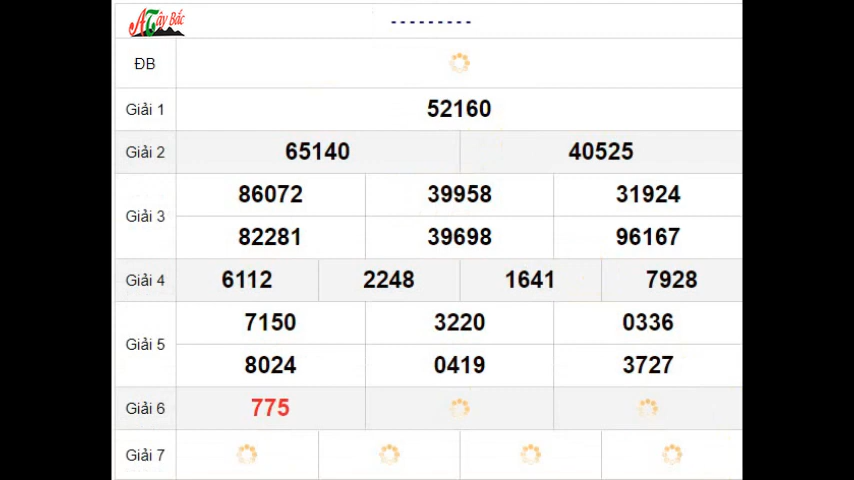 ATây Bắc
---------
ĐB
Giải 1 52160
Giải 2 65140 40525
Giải 3
86072 39958 31924
82281 39698 96167
Giải 4 6112 2248 1641 7928
Giải 5
7150 3220 0336
8024 0419 3727
Giải 6 775
Giải 7